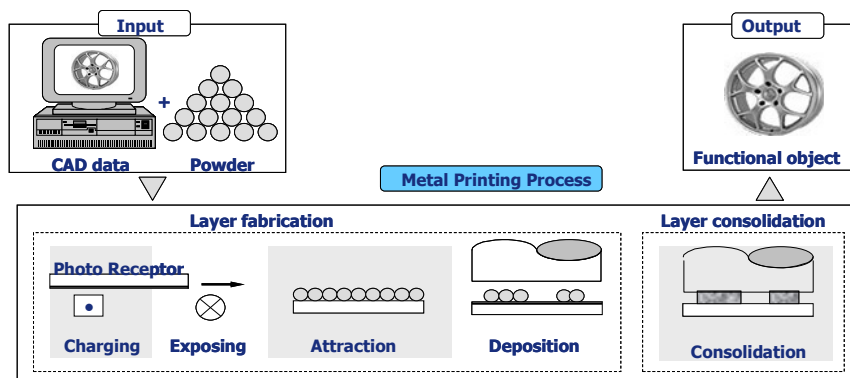 Input
Output
+
CAD data
Powder
Functional object
Metal Printing Process
Layer fabrication
Layer consolidation
Photo Receptor
Charging
Exposing
Attraction
Deposition
Consolidation